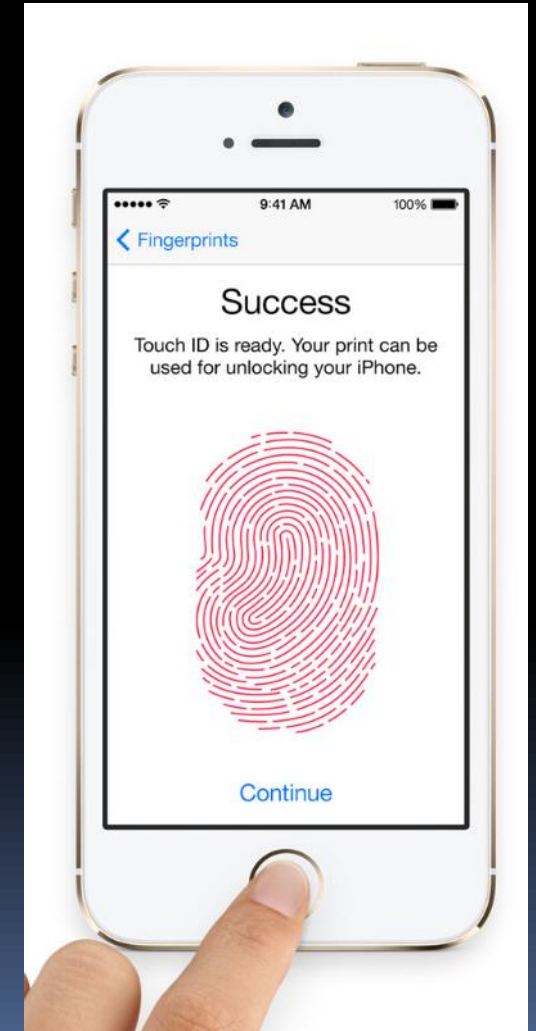 9:41 AM
100%
Fingerprints
Success
Touch ID is ready. Your print can be
used for unlocking your iPhone.
Continue